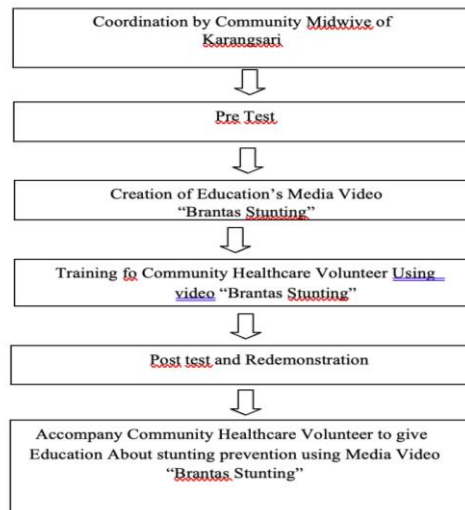 Coordination by Community Midwive of
Karangsari
Pre Test
Creation of Education's Media Video
"Brantas Stunting"
Training fo Community Healthcare Volunteer Using
video "Brantas Stunting"
Post test and Redemonstration
Accompany Community Healthcare Volunteer to give
Education About stunting prevention using Media Video
"Brantas Stunting"